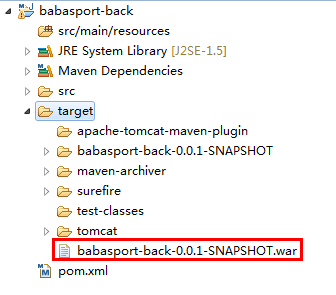 babasport-back
src/main/resources
JRE System Library [J2SE-1.5]
Maven Dependencies
src
target
apache-tomcat-maven-plugin
babasport-back-0.0.1-SNAPSHOT
maven-archiver
surefire
test-classes
tomcat
babasport-back-0.0.1-SNAPSHOT.war
pom.xml